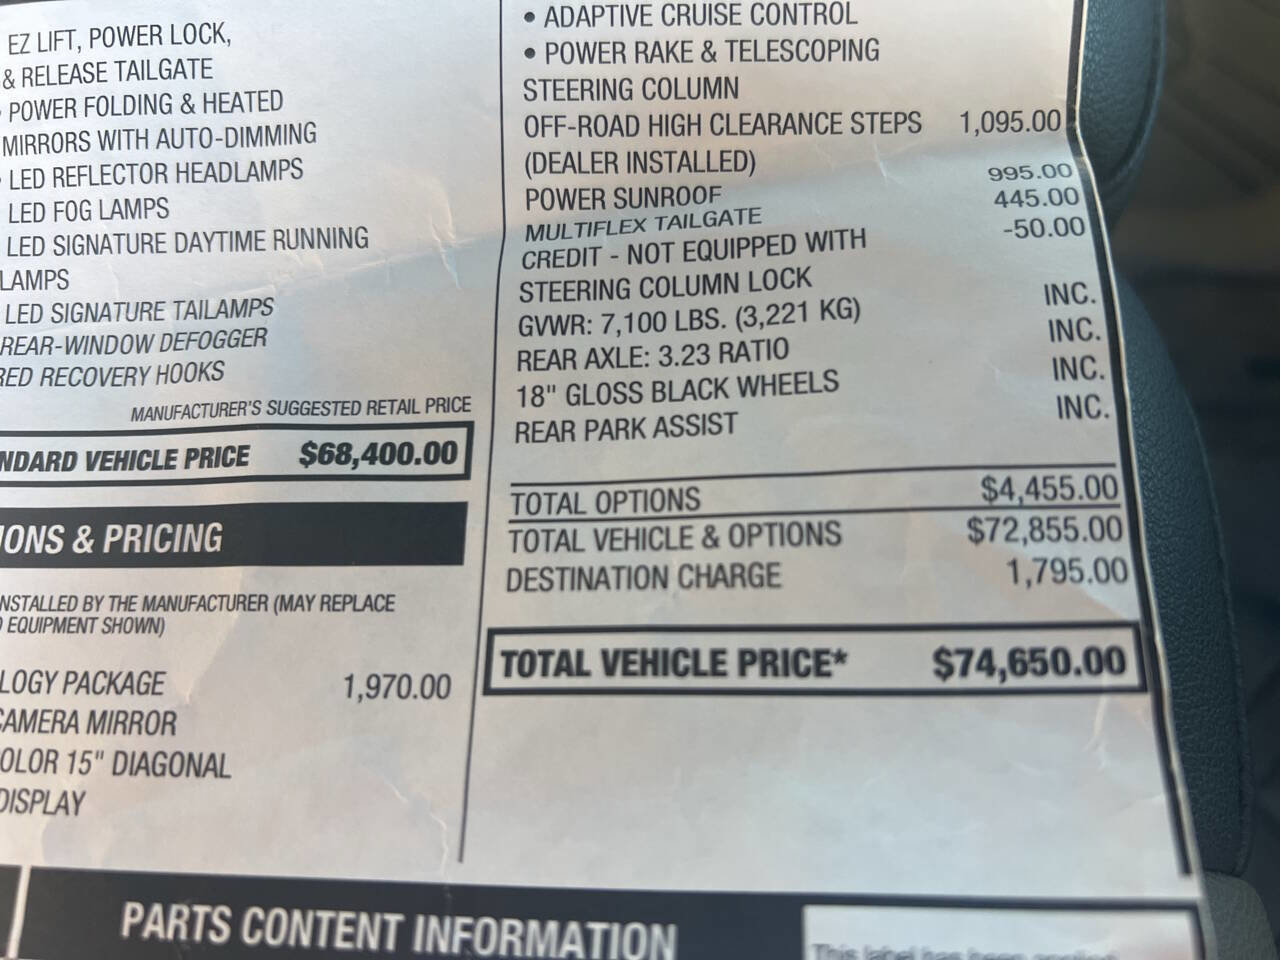 EZ LIFT, POWER LOCK,
& RELEASE TAILGATE
• POWER FOLDING & HEATED
MIRRORS WITH AUTO-DIMMING
• LED REFLECTOR HEADLAMPS
LED FOG LAMPS
LED SIGNATURE DAYTIME RUNNING
LAMPS
LED SIGNATURE TAILAMPS
REAR-WINDOW DEFOGGER
RED RECOVERY HOOKS
MANUFACTURER'S SUGGESTED RETAIL PRICE
NDARD VEHICLE PRICE $68,400.00
IONS & PRICING
NSTALLED BY THE MANUFACTURER (MAY REPLACE
D EQUIPMENT SHOWN)
LOGY PACKAGE 1,970.00
CAMERA MIRROR
OLOR 15" DIAGONAL
DISPLAY
• ADAPTIVE CRUISE CONTROL
• POWER RAKE & TELESCOPING
STEERING COLUMN
OFF-ROAD HIGH CLEARANCE STEPS 1,095.00
(DEALER INSTALLED)
POWER SUNROOF 995.00
MULTIFLEX TAILGATE 445.00
CREDIT - NOT EQUIPPED WITH -50.00
STEERING COLUMN LOCK
GVWR: 7,100 LBS. (3,221 KG) INC.
REAR AXLE: 3.23 RATIO INC.
18" GLOSS BLACK WHEELS INC.
REAR PARK ASSIST INC.
TOTAL OPTIONS $4,455.00
TOTAL VEHICLE & OPTIONS $72,855.00
DESTINATION CHARGE 1,795.00
TOTAL VEHICLE PRICE* $74,650.00
PARTS CONTENT INFORMATION
This label has been applied